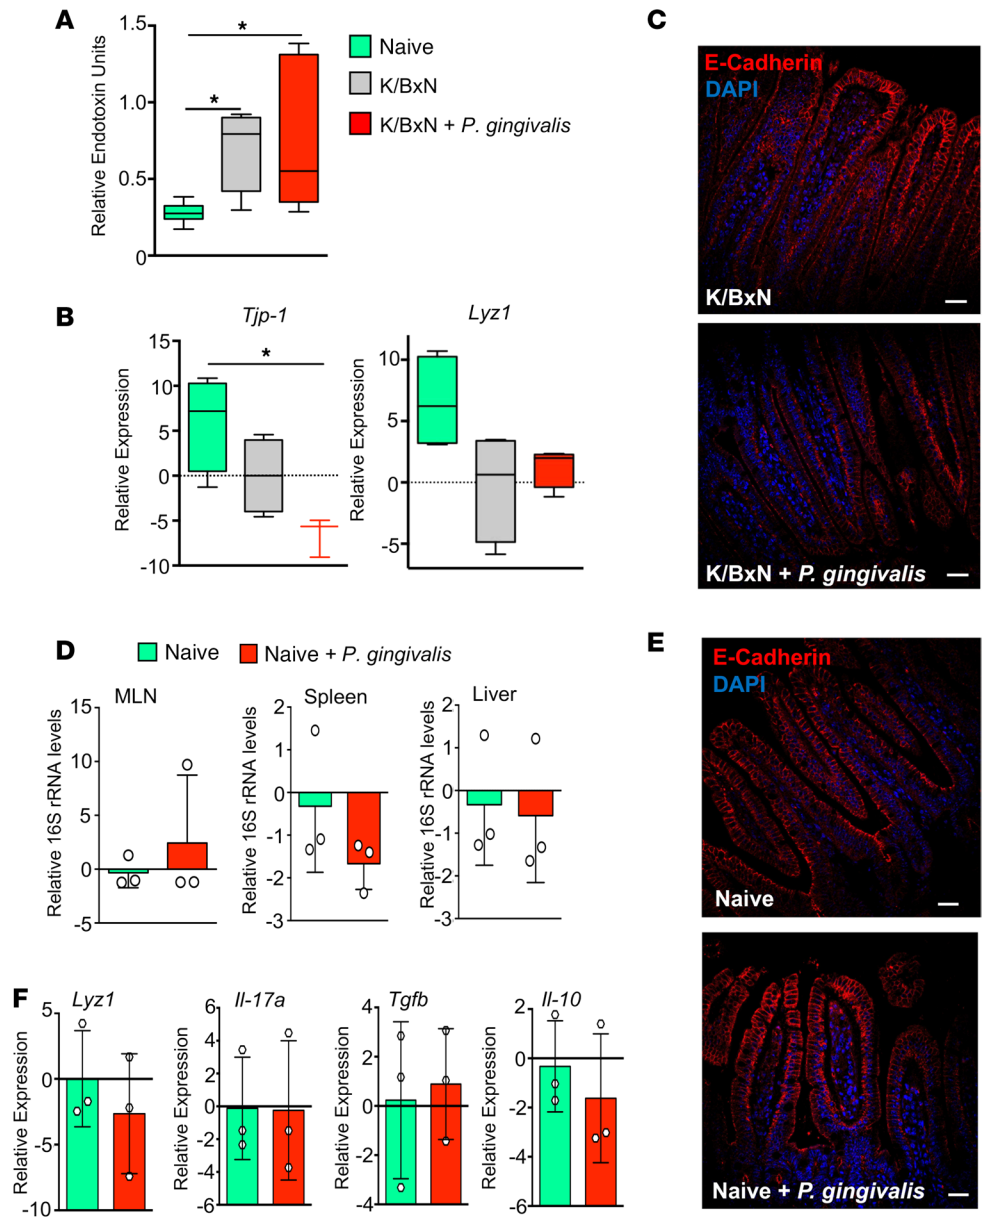 A
1.5
1.0
0.5
0
Relative Endotoxin Units
*
*
Naive
K/BxN
K/BxN + P. gingivalis
B
Tjp-1
15
10
5
0
-5
-10
Relative Expression
*
Lyz1
10
5
0
-5
Relative Expression
C
E-Cadherin
DAPI
K/BxN
K/BxN + P. gingivalis
D
Naive
Naive + P. gingivalis
MLN
15
10
5
0
-5
Relative 16S rRNA levels
Spleen
2
1
0
-1
-2
-3
Relative 16S rRNA levels
Liver
2
1
0
-1
-2
-3
Relative 16S rRNA levels
E
E-Cadherin
DAPI
Naive
Naive + P. gingivalis
F
Lyz1
5
0
-5
-10
Relative Expression
Il-17a
6
4
2
0
-2
-4
-6
Relative Expression
Tgfb
4
2
0
-2
-4
Relative Expression
Il-10
2
0
-2
-4
-6
Relative Expression